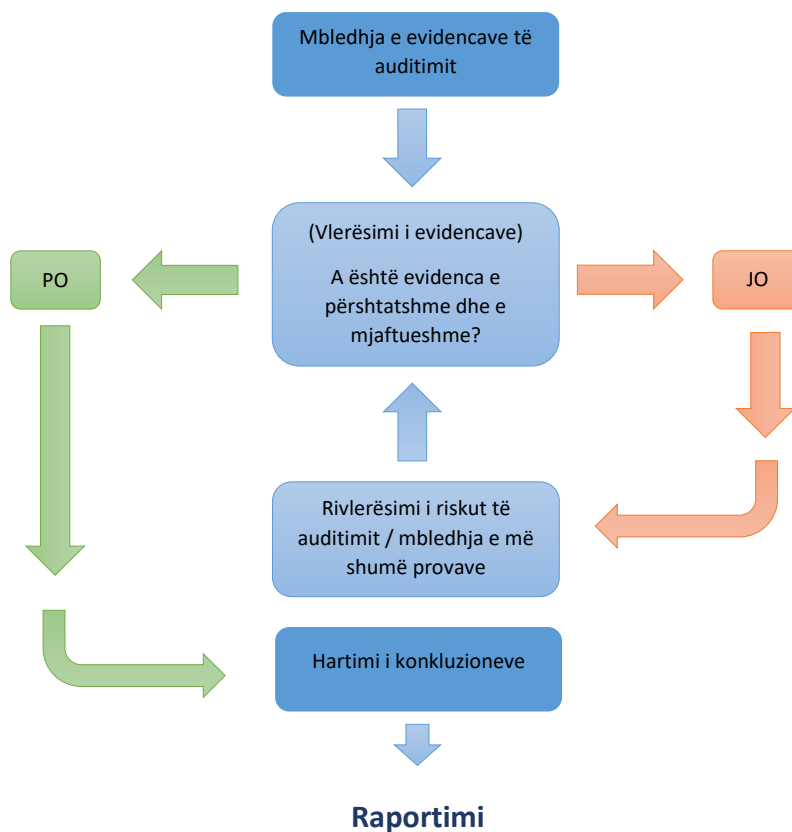 Mbledhja e evidencave të
auditimit
(Vlerësimi i evidencave)
PO
A është evidenca e
përshtatshme dhe e
mjaftueshme?
JO
Rivlerësimi i riskut të
auditimit / mbledhja e më
shumë provave
Hartimi i konkluzioneve
Raportimi